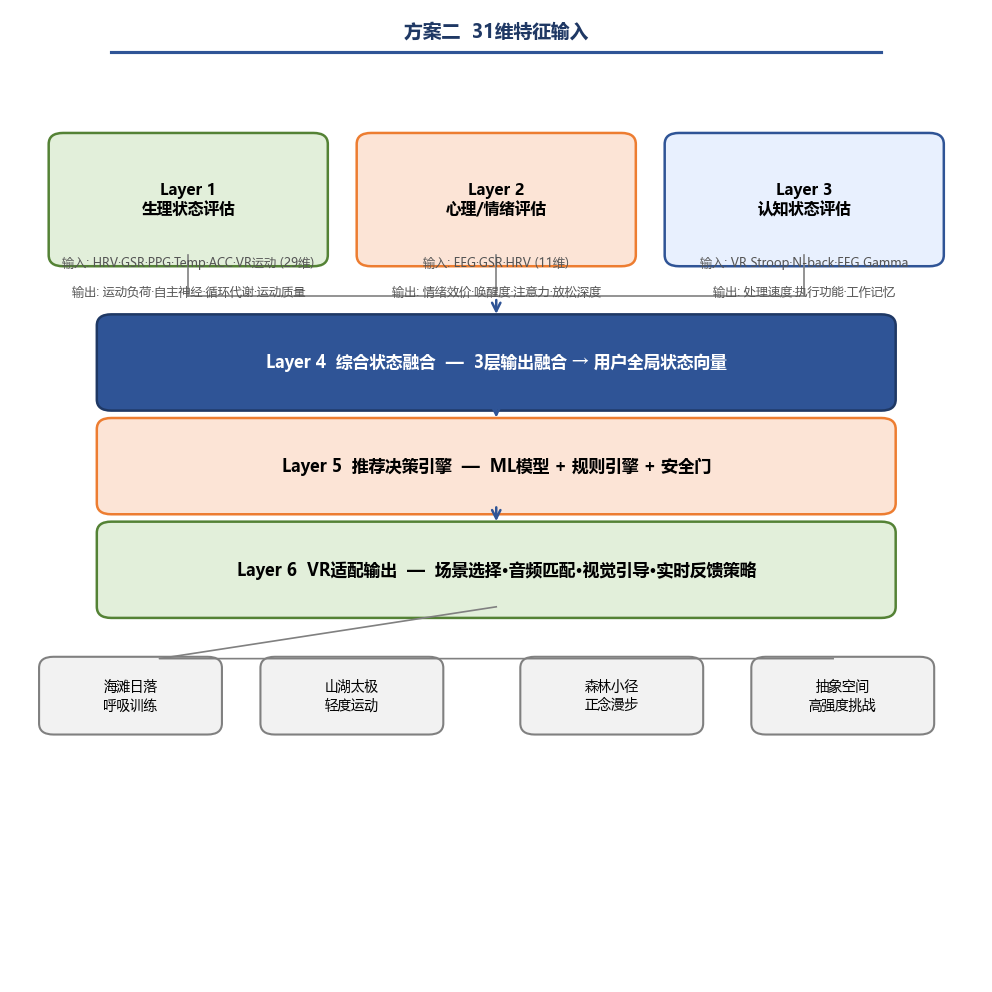 方案二 31维特征输入
Layer 1
生理状态评估
Layer 2
心理/情绪评估
Layer 3
认知状态评估
输入: HRV·GSR·PPG·Temp·ACC·VR运动 (29维)
输入: EEG·GSR·HRV (11维)
输入: VR Stroop·N-back·EEG Gamma
输出: 运动负荷·自主神经·循环代谢·运动质量
输出: 情绪效价·唤醒度·注意力·放松深度
输出: 处理速度·执行功能·工作记忆
Layer 4 综合状态融合 — 3层输出融合 → 用户全局状态向量
Layer 5 推荐决策引擎 — ML模型 + 规则引擎 + 安全门
Layer 6 VR适配输出 — 场景选择•音频匹配•视觉引导•实时反馈策略
海滩日落
呼吸训练
山湖太极
轻度运动
森林小径
正念漫步
抽象空间
高强度挑战